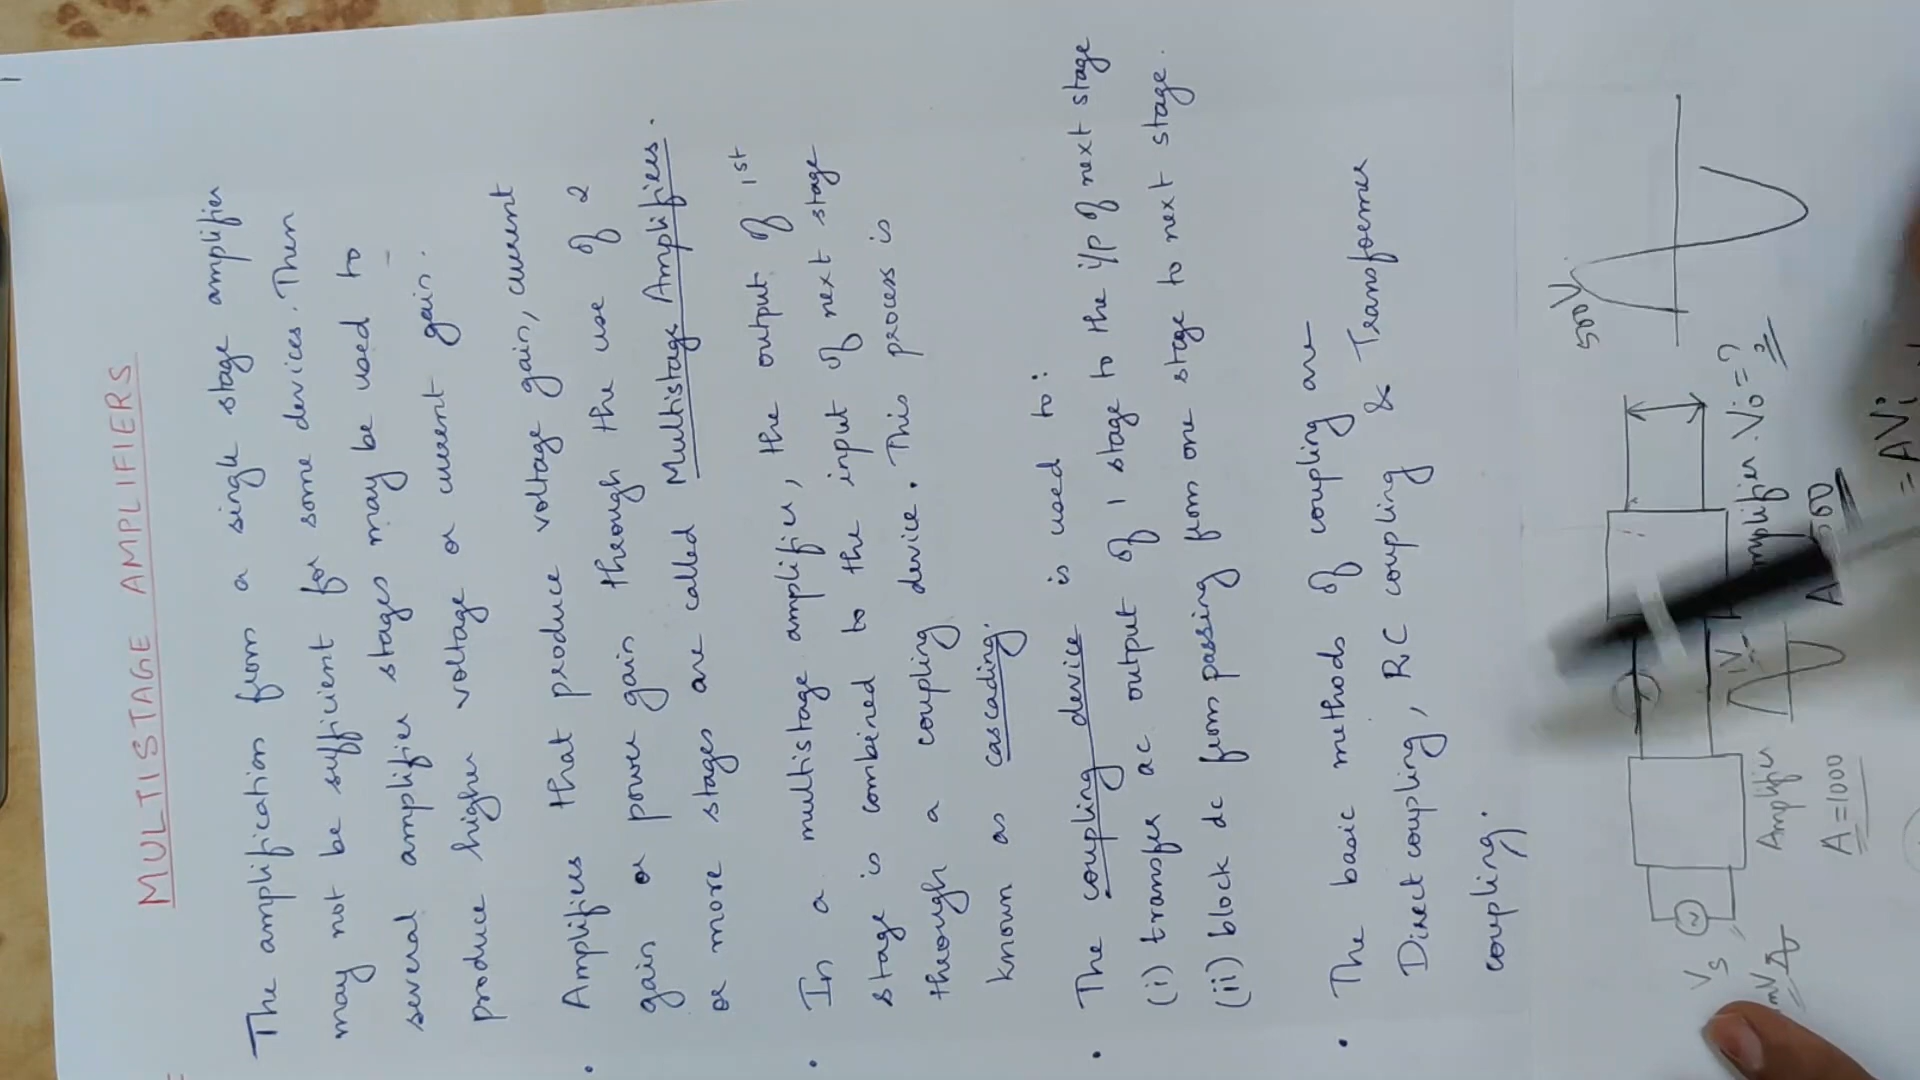 MULTISTAGE AMPLIFIERS
The amplification from a single stage amplifier
may not be sufficient for some devices. Then
several amplifier stages may be used to
produce higher voltage or current gain.
• Amplifiers that produce voltage gain, current
gain or power gain through the use of 2
or more stages are called Multistage Amplifiers.
• In a multistage amplifier, the output of 1st
stage is combined to the input of next stage
through a coupling device. This process is
known as cascading.
• The coupling device is used to:
(i) transfer ac output of 1 stage to the i/p of next stage
(ii) block dc from passing from one stage to next stage.
• The basic methods of coupling are
Direct coupling, RC coupling & Transformer
coupling.
500V
Vs
mV
Amplifier
A=1000
1V
Vo=?
= AVi